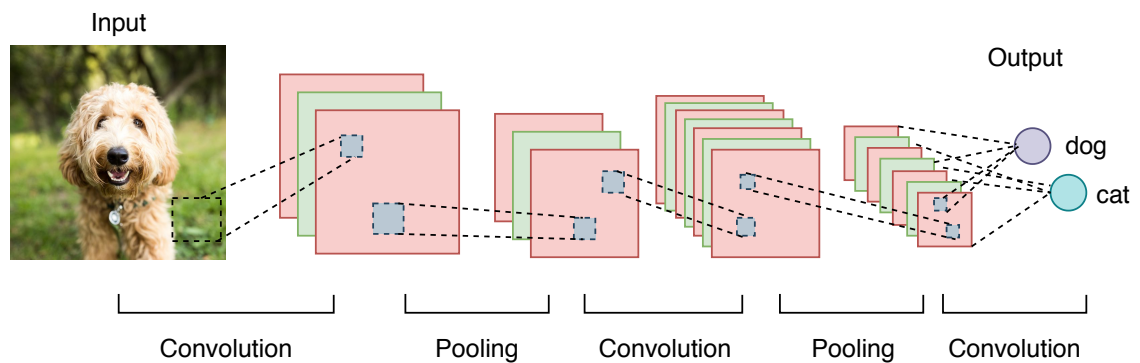 Input
Output
dog
cat
Convolution
Pooling
Convolution
Pooling
Convolution